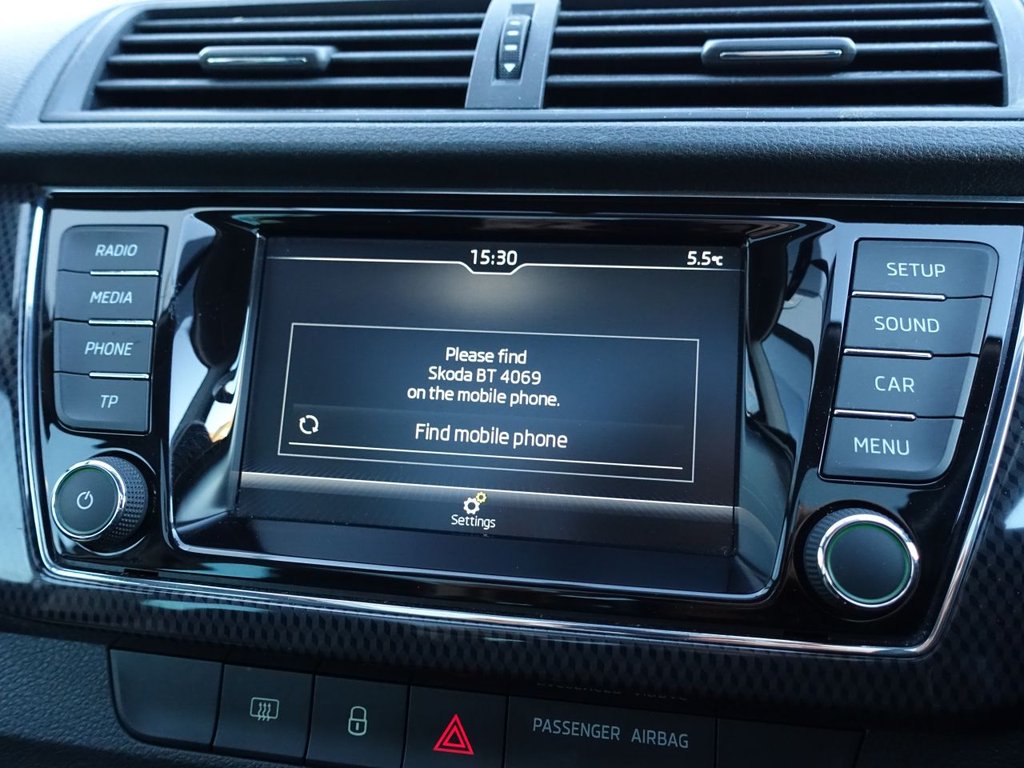 15:30
5.5°C
RADIO
MEDIA
PHONE
TP
Please find
Skoda BT 4069
on the mobile phone.
Find mobile phone
Settings
SETUP
SOUND
CAR
MENU
PASSENGER AIRBAG